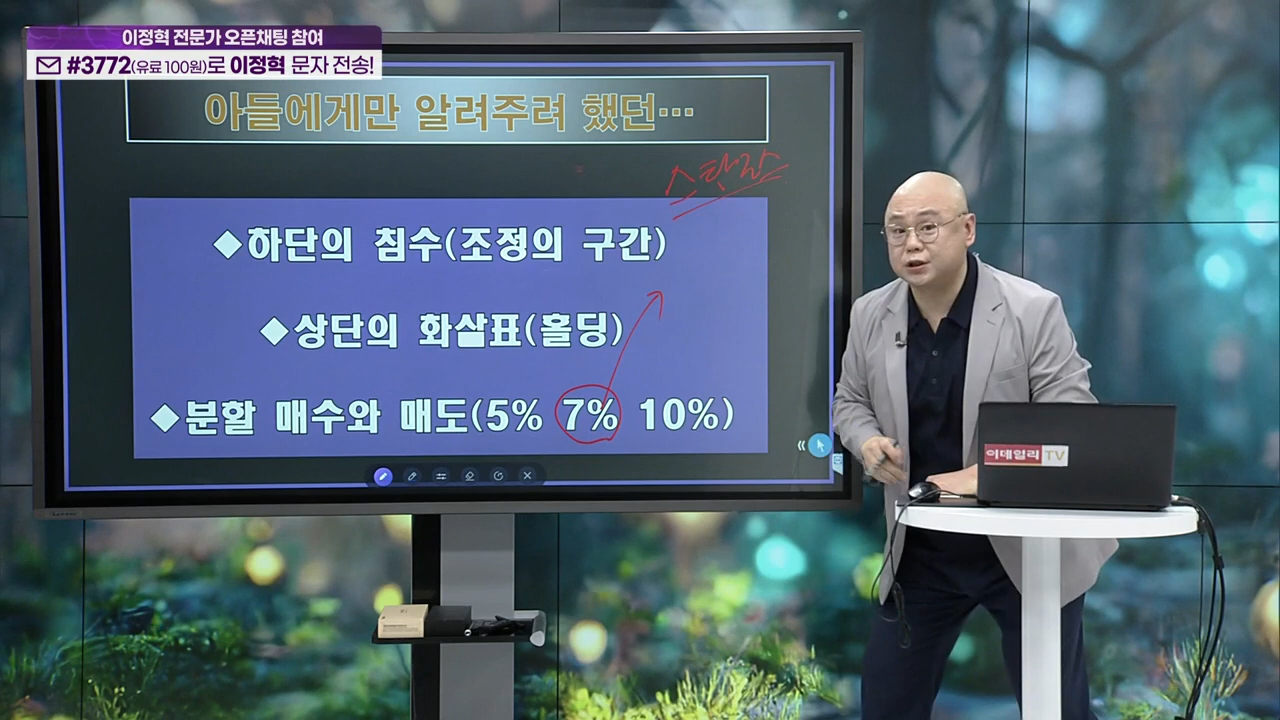 이정혁 전문가 오픈채팅 참여
#3772(유료 100원)로 이정혁 문자 전송!
아들에게만 알려주려 했던…
◆하단의 침수(조정의 구간)
◆상단의 화살표(홀딩)
◆분할 매수와 매도(5% 7% 10%)
이데일리 TV